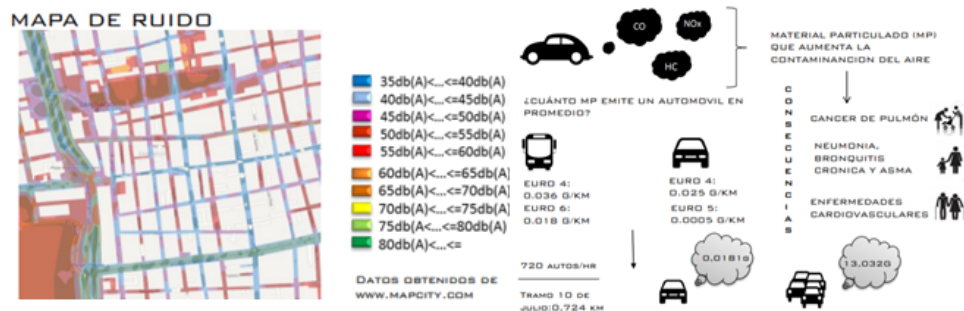 MAPA DE RUIDO
35db(A)<...<=40db(A)
40db(A)<...<=45db(A)
45db(A)<...<=50db(A)
50db(A)<...<=55db(A)
55db(A)<...<=60db(A)
60db(A)<...<=65db(A)
65db(A)<...<=70db(A)
70db(A)<...<=75db(A)
75db(A<...<=80db(A)
80db(A)<...<=
DATOS OBTENIDOS DE
WWW.MAPCITY.COM
CO
NOx
HC
MATERIAL PARTICULADO (MP)
QUE AUMENTA LA
CONTAMINANCION DEL AIRE
¿CUÁNTO MP EMITE UN AUTOMOVIL EN
PROMEDIO?
EURO 4:
0.036 G/KM
EURO 6:
0.018 G/KM
EURO 4:
0.025 G/KM
EURO 5:
0.0005 G/KM
CONSECUENCIAS
CANCER DE PULMÓN
NEUMONIA,
BRONQUITIS
CRONICA Y ASMA
ENFERMEDADES
CARDIOVASCULARES
720 AUTOS/HR
TRAMO 10 DE
JULIO:0,724 KM
0,0181G
13,032G